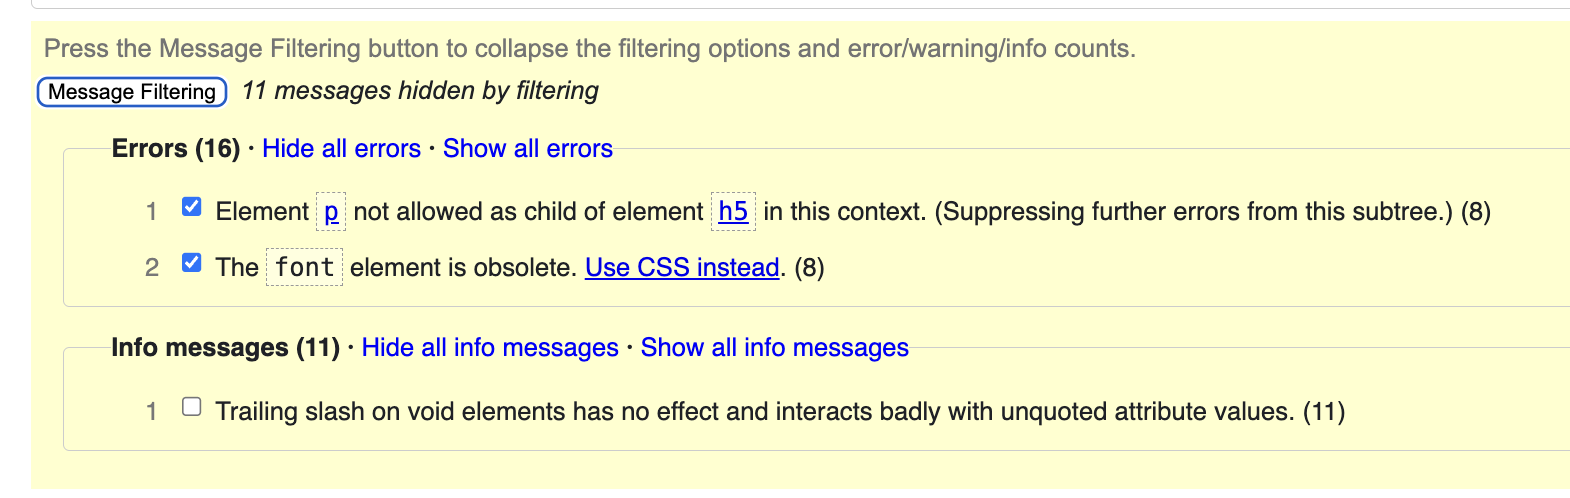 Press the Message Filtering button to collapse the filtering options and error/warning/info counts.
Message Filtering 11 messages hidden by filtering
Errors (16) · Hide all errors · Show all errors
1 Element p not allowed as child of element h5 in this context. (Suppressing further errors from this subtree.) (8)
2 The font element is obsolete. Use CSS instead. (8)
Info messages (11) · Hide all info messages · Show all info messages
1 Trailing slash on void elements has no effect and interacts badly with unquoted attribute values. (11)